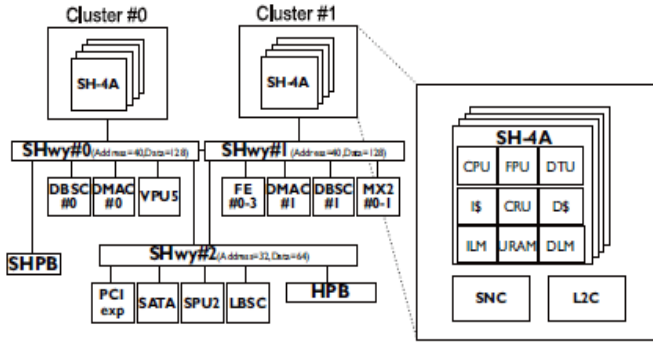 Cluster #0
Cluster #1
SH-4A
SH-4A
SHwy#0(Address=40,Data=128)
SHwy#1 (Address=40,Data=128)
DBSC #0
DMAC #0
VPU5
FE #0-3
DMAC #1
DBSC #1
MX2 #0-1
SHwy#2(Address=32,Data=64)
SHPB
HPB
PCI exp
SATA
SPU2
LBSC
SH-4A
CPU FPU DTU
I$ CRU D$
ILM URAM DLM
SNC L2C